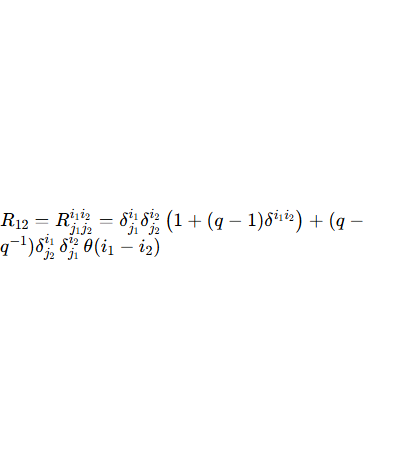 $R_{12} = R^{i_1 i_2}_{j_1 j_2} = \delta^{i_1}_{j_1} \delta^{i_2}_{j_2} \left(1 + (q-1)\delta^{i_1 i_2}\right) + (q -$
$q^{-1})\delta^{i_1}_{j_2} \, \delta^{i_2}_{j_1} \, \theta(i_1 - i_2)$